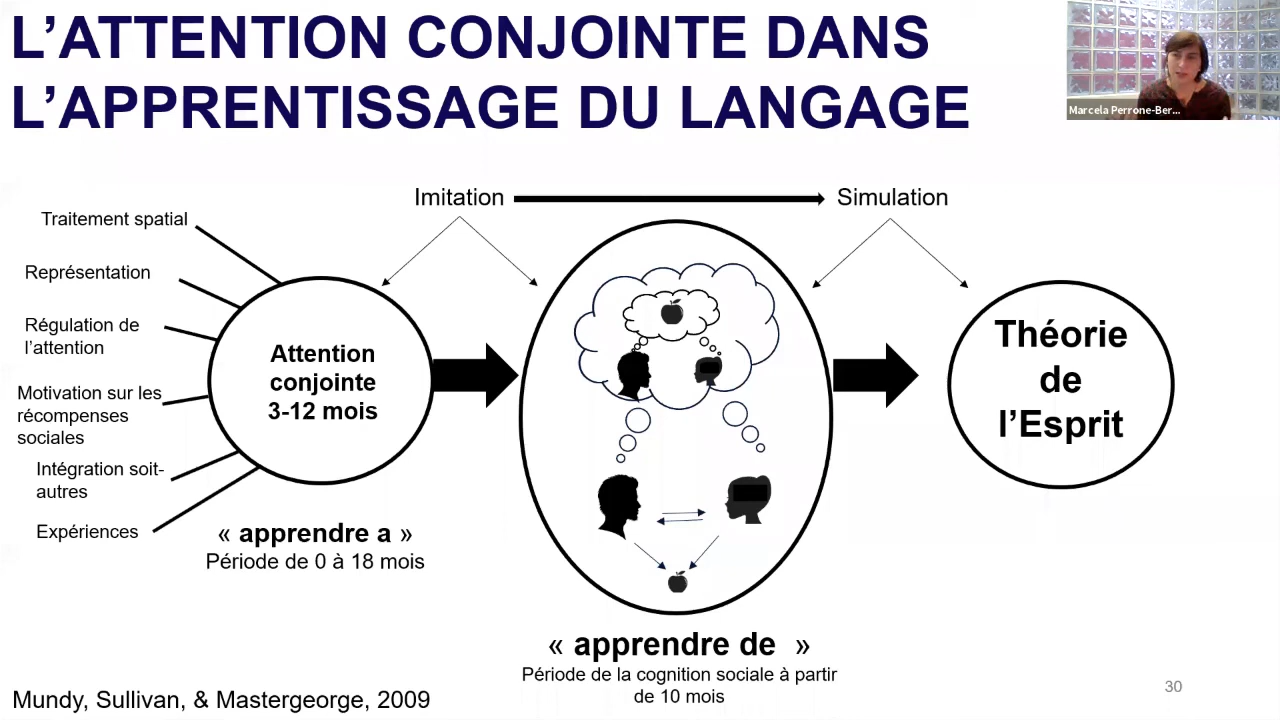 L’ATTENTION CONJOINTE DANS
L’APPRENTISSAGE DU LANGAGE
Marcela Perrone-Ber...
Imitation
Simulation
Traitement spatial
Représentation
Régulation de
l’attention
Motivation sur les
récompenses
sociales
Intégration soit-
autres
Expériences
Attention
conjointe
3-12 mois
« apprendre a »
Période de 0 à 18 mois
Théorie
de
l’Esprit
« apprendre de »
Période de la cognition sociale à partir
de 10 mois
Mundy, Sullivan, & Mastergeorge, 2009
30